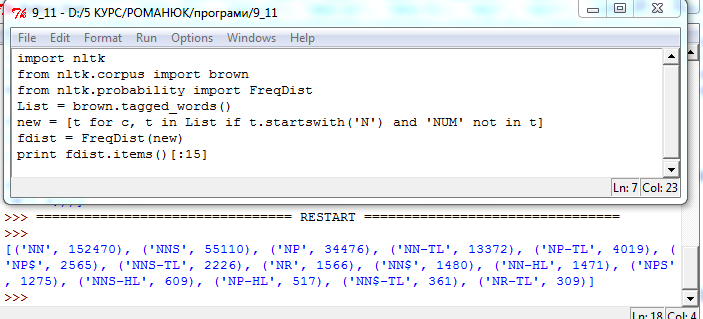 9_11 - D:/5 КУРС/РОМАНЮК/програми/9_11
File Edit Format Run Options Windows Help
import nltk
from nltk.corpus import brown
from nltk.probability import FreqDist
List = brown.tagged_words()
new = [t for c, t in List if t.startswith('N') and 'NUM' not in t]
fdist = FreqDist(new)
print fdist.items()[:15]
Ln: 7 Col: 23
>>> ================================ RESTART ================================
>>>
[('NN', 152470), ('NNS', 55110), ('NP', 34476), ('NN-TL', 13372), ('NP-TL', 4019), (
'NP$', 2565), ('NNS-TL', 2226), ('NR', 1566), ('NN$', 1480), ('NN-HL', 1471), ('NPS'
, 1275), ('NNS-HL', 609), ('NP-HL', 517), ('NN$-TL', 361), ('NR-TL', 309)]
>>>
Ln: 18 Col: 4